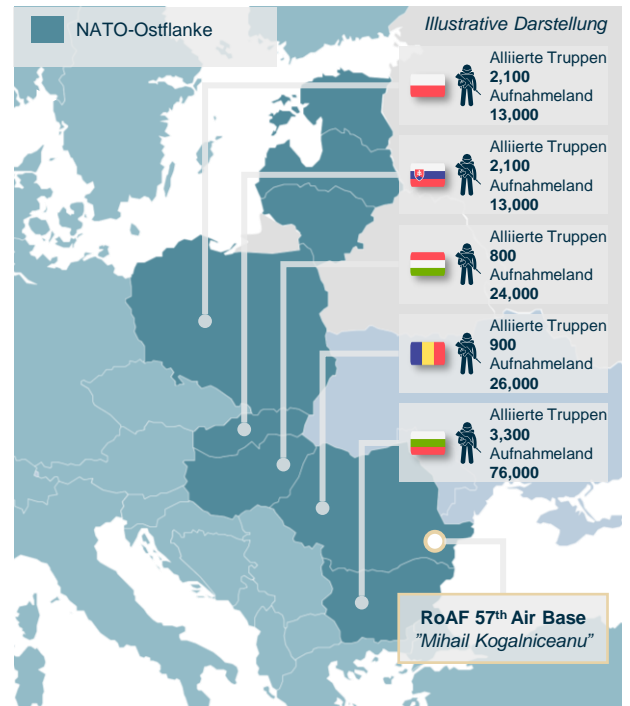 NATO-Ostflanke
Illustrative Darstellung
Alliierte Truppen
2,100
Aufnahmeland
13,000
Alliierte Truppen
2,100
Aufnahmeland
13,000
Alliierte Truppen
800
Aufnahmeland
24,000
Alliierte Truppen
900
Aufnahmeland
26,000
Alliierte Truppen
3,300
Aufnahmeland
76,000
RoAF 57th Air Base
”Mihail Kogalniceanu”